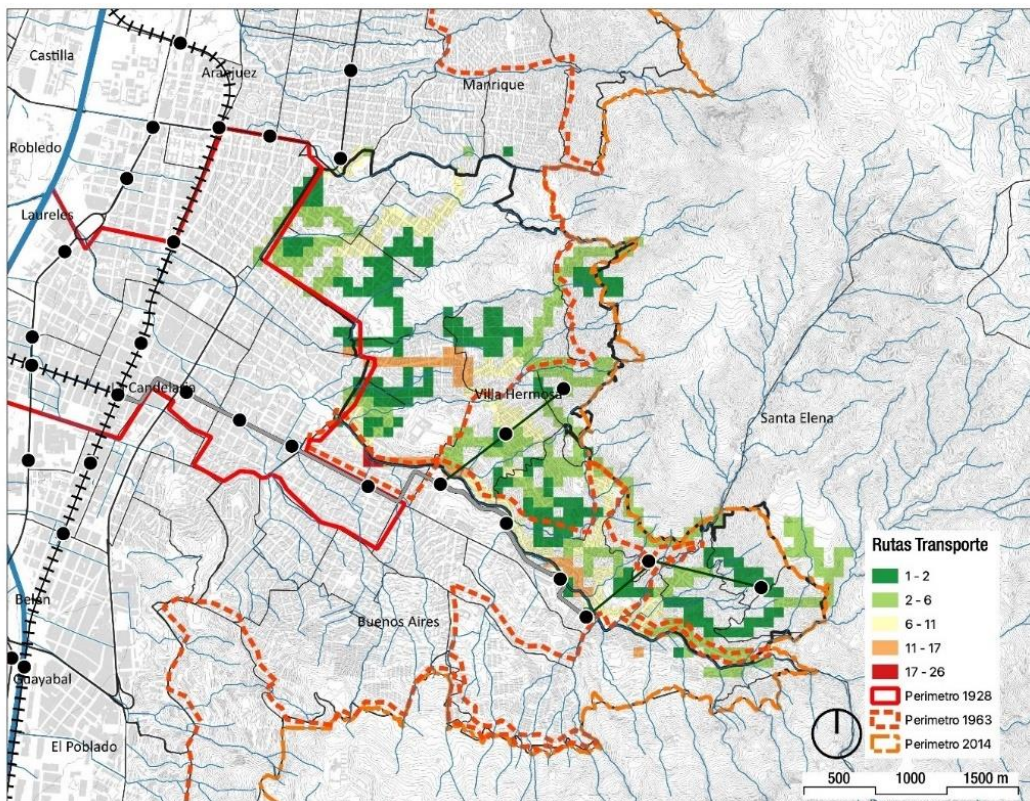 Castilla
Aranjuez
Manrique
Robledo
Laureles
La Candelaria
Villa Hermosa
Santa Elena
Belén
Buenos Aires
Guayabal
El Poblado
Rutas Transporte
1 - 2
2 - 6
6 - 11
11 - 17
17 - 26
Perimetro 1928
Perimetro 1963
Perimetro 2014
500 1000 1500 m